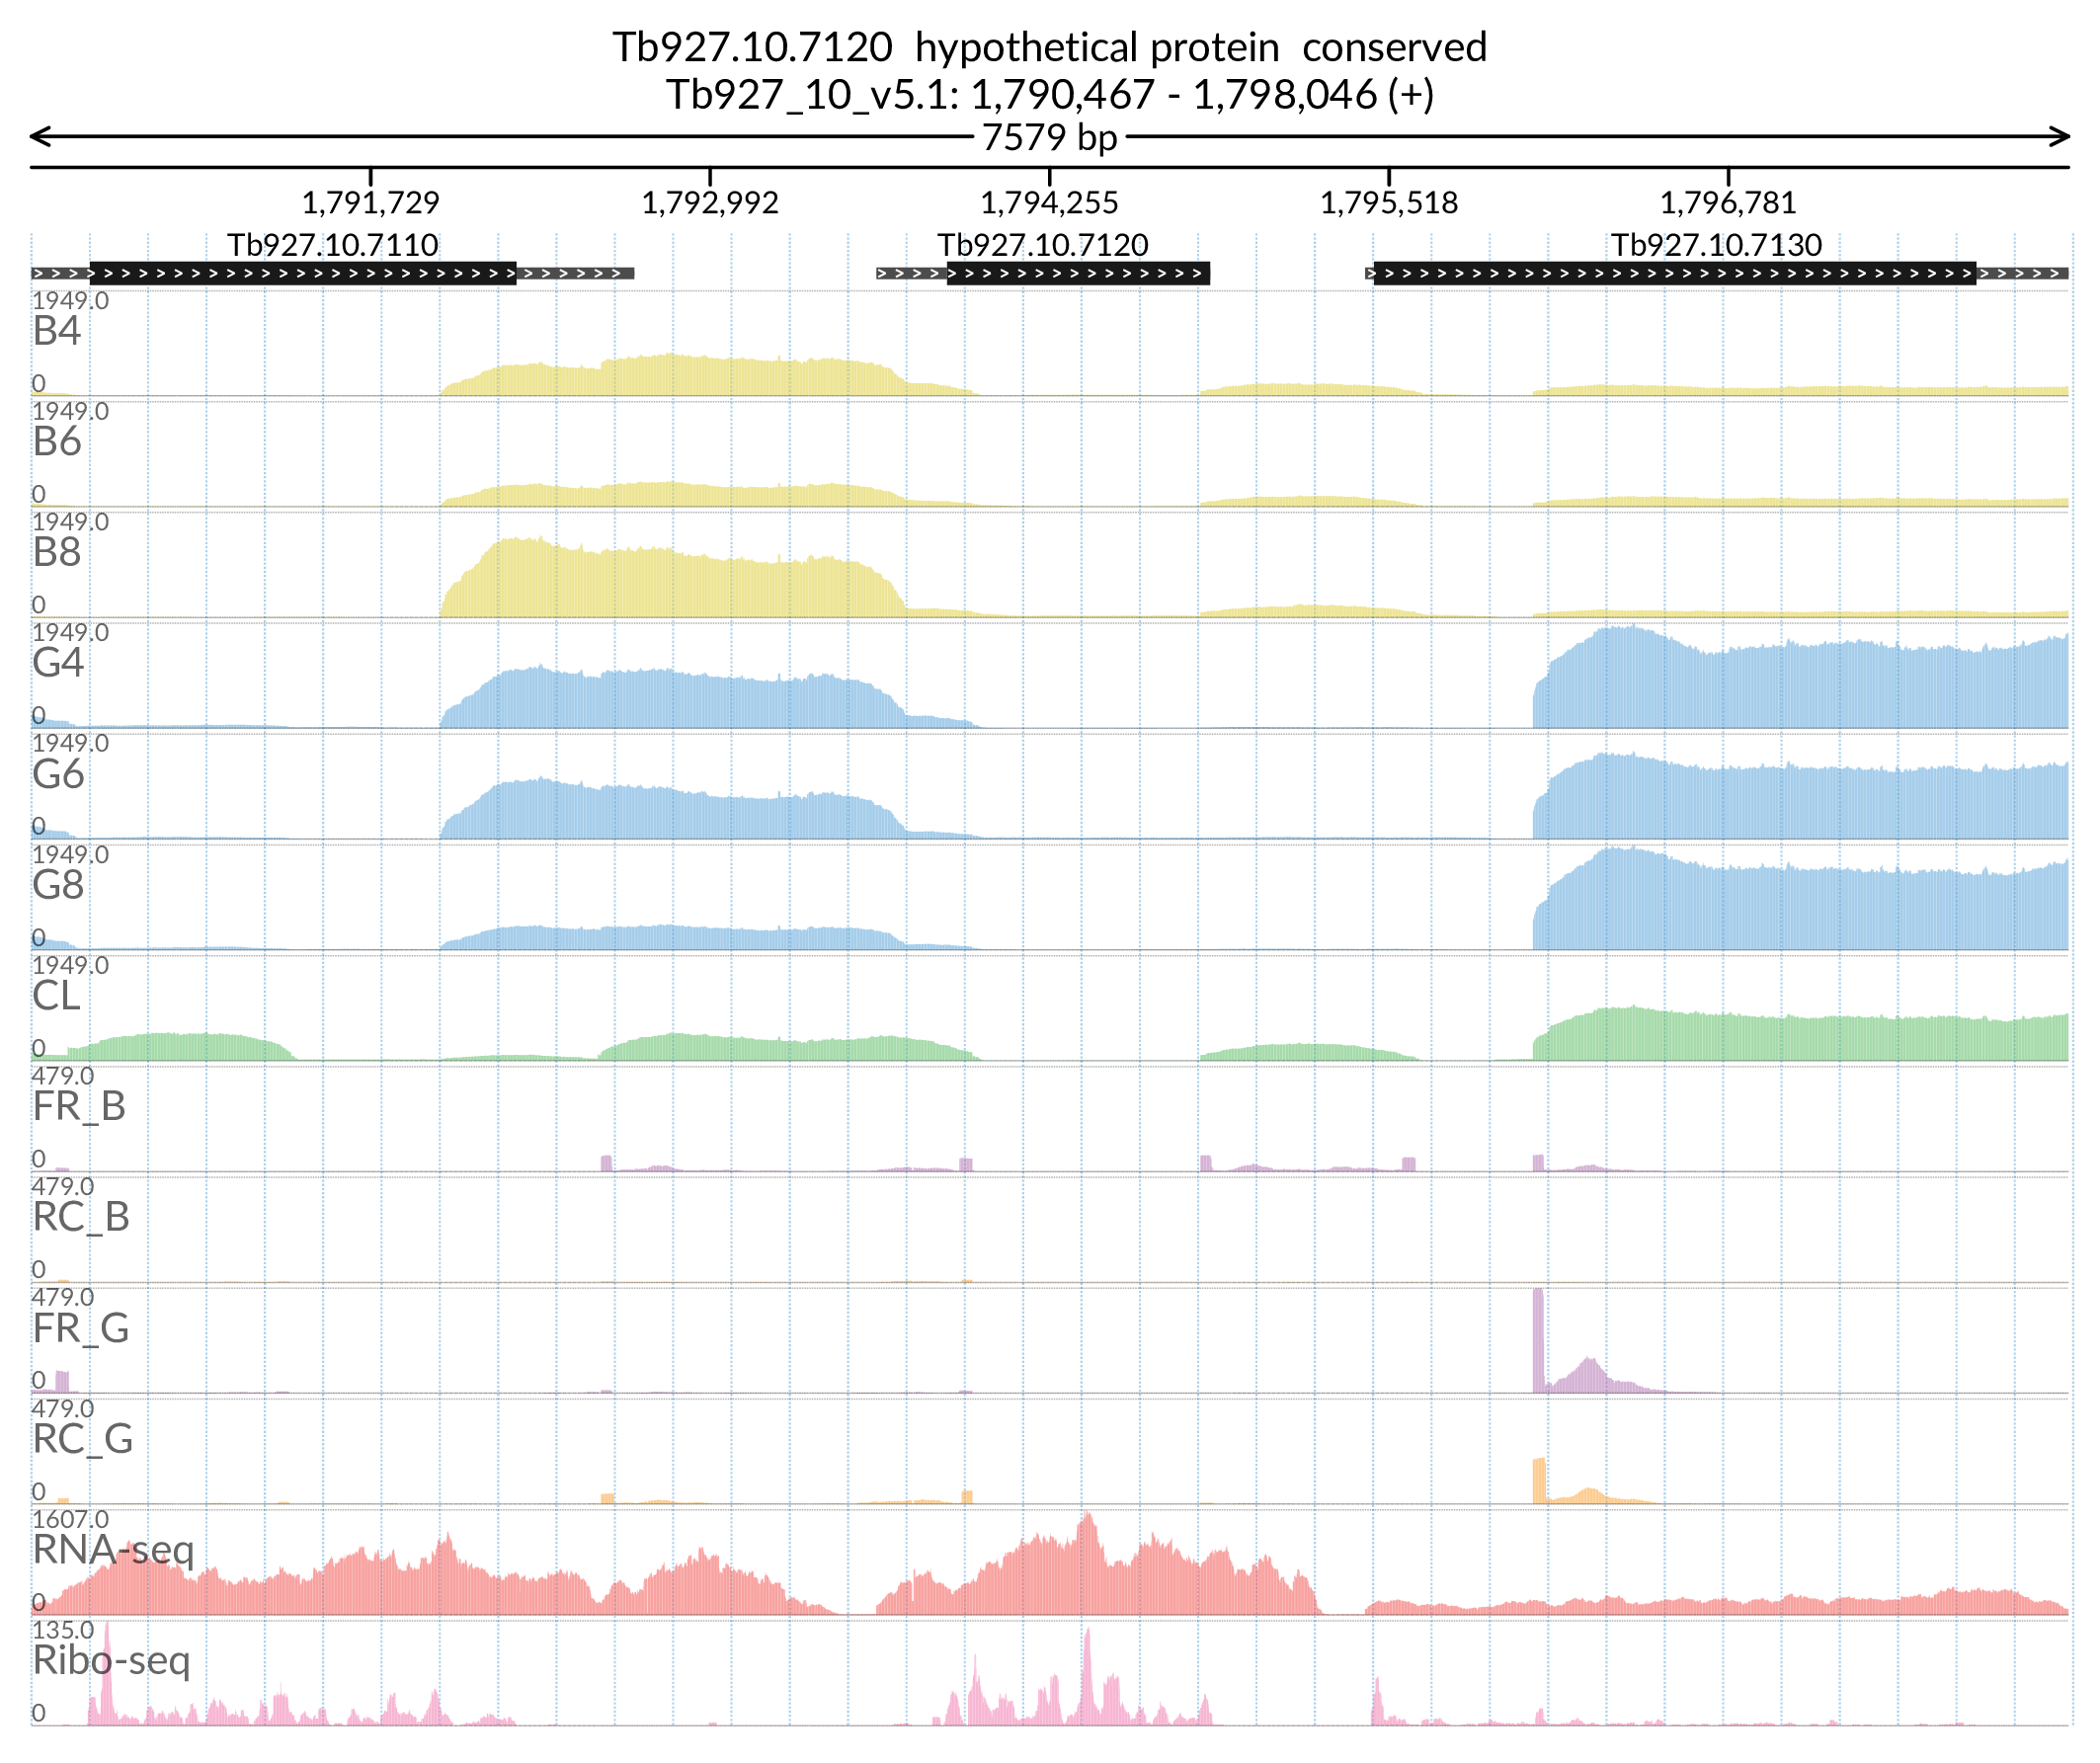 Tb927.10.7120  hypothetical protein  conserved
Tb927_10_v5.1: 1,790,467 - 1,798,046 (+)
7579 bp
1,791,729 1,792,992 1,794,255 1,795,518 1,796,781
Tb927.10.7110 Tb927.10.7120 Tb927.10.7130
1949.0
B4
0
1949.0
B6
0
1949.0
B8
0
1949.0
G4
0
1949.0
G6
0
1949.0
G8
0
1949.0
CL
0
479.0
FR_B
0
479.0
RC_B
0
479.0
FR_G
0
479.0
RC_G
0
1607.0
RNA-seq
0
135.0
Ribo-seq
0